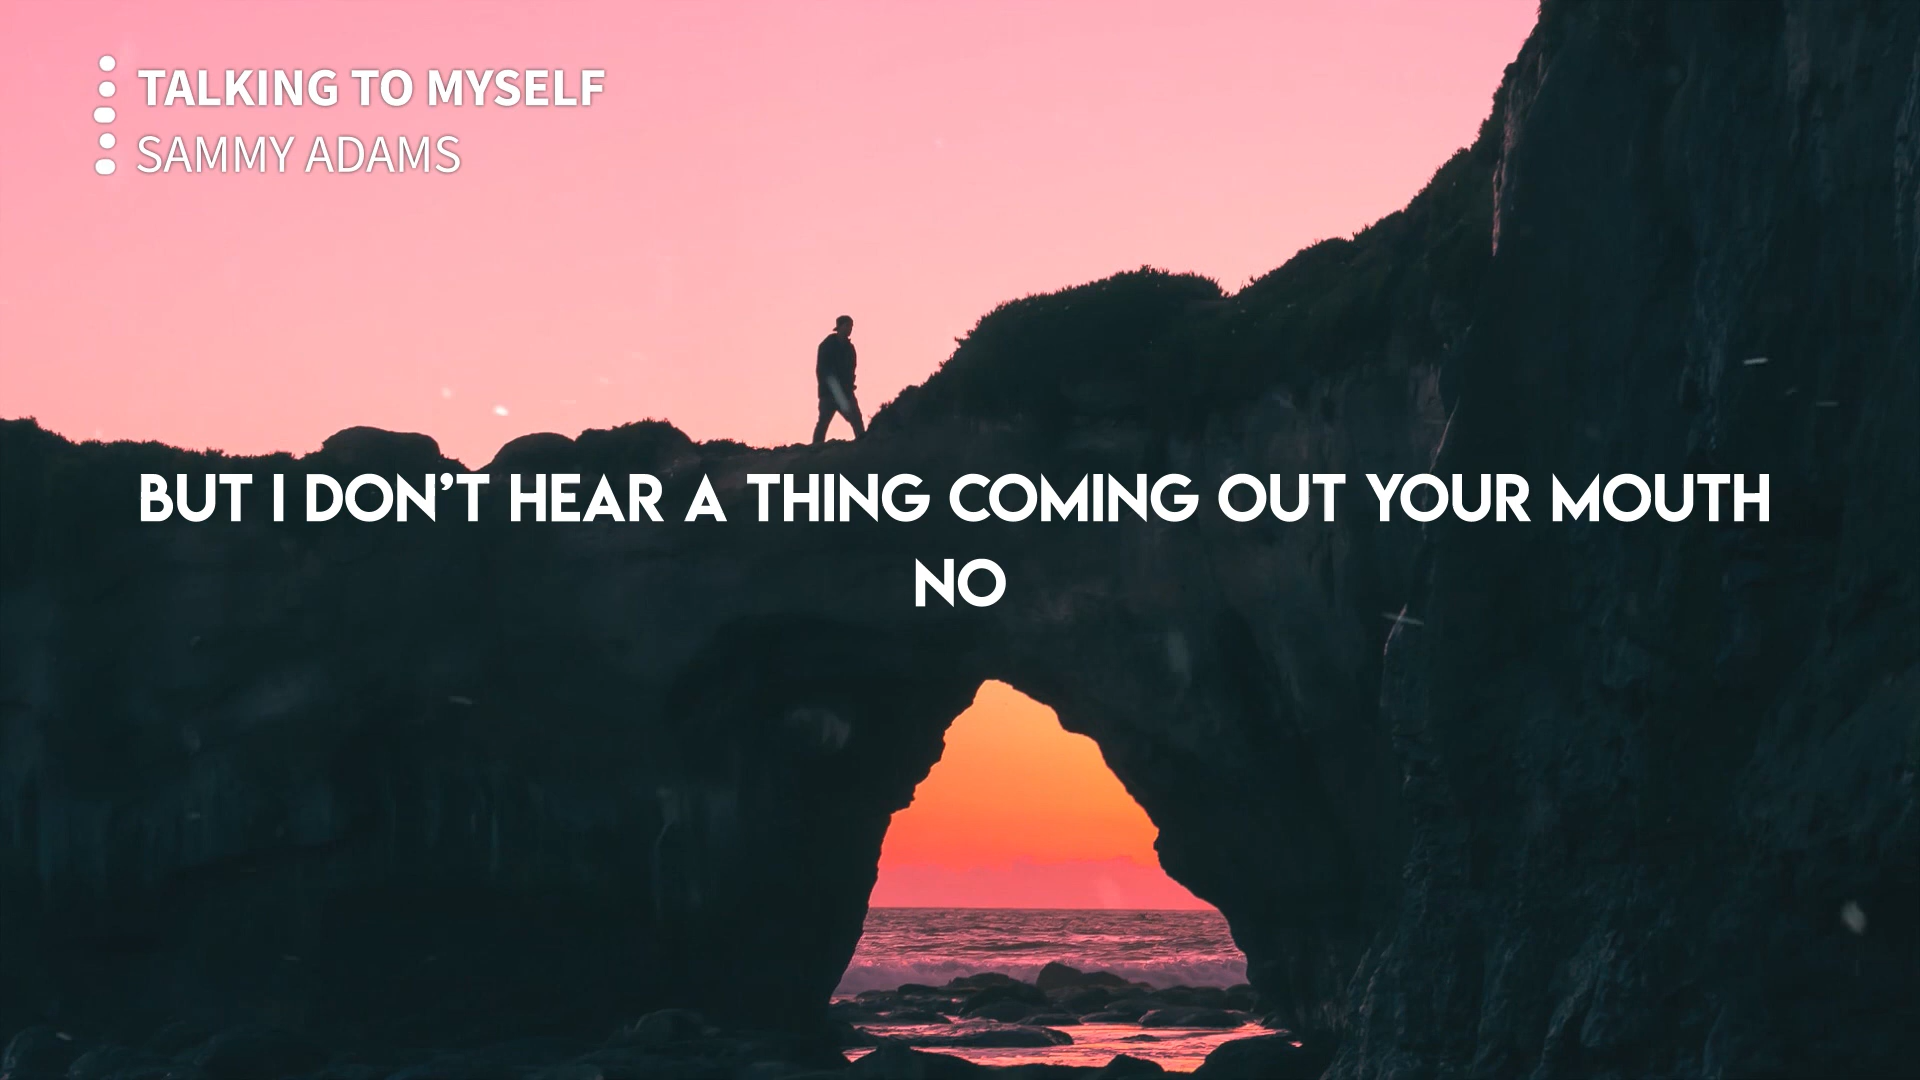 TALKING TO MYSELF
SAMMY ADAMS
BUT I DON’T HEAR A THING COMING OUT YOUR MOUTH
NO